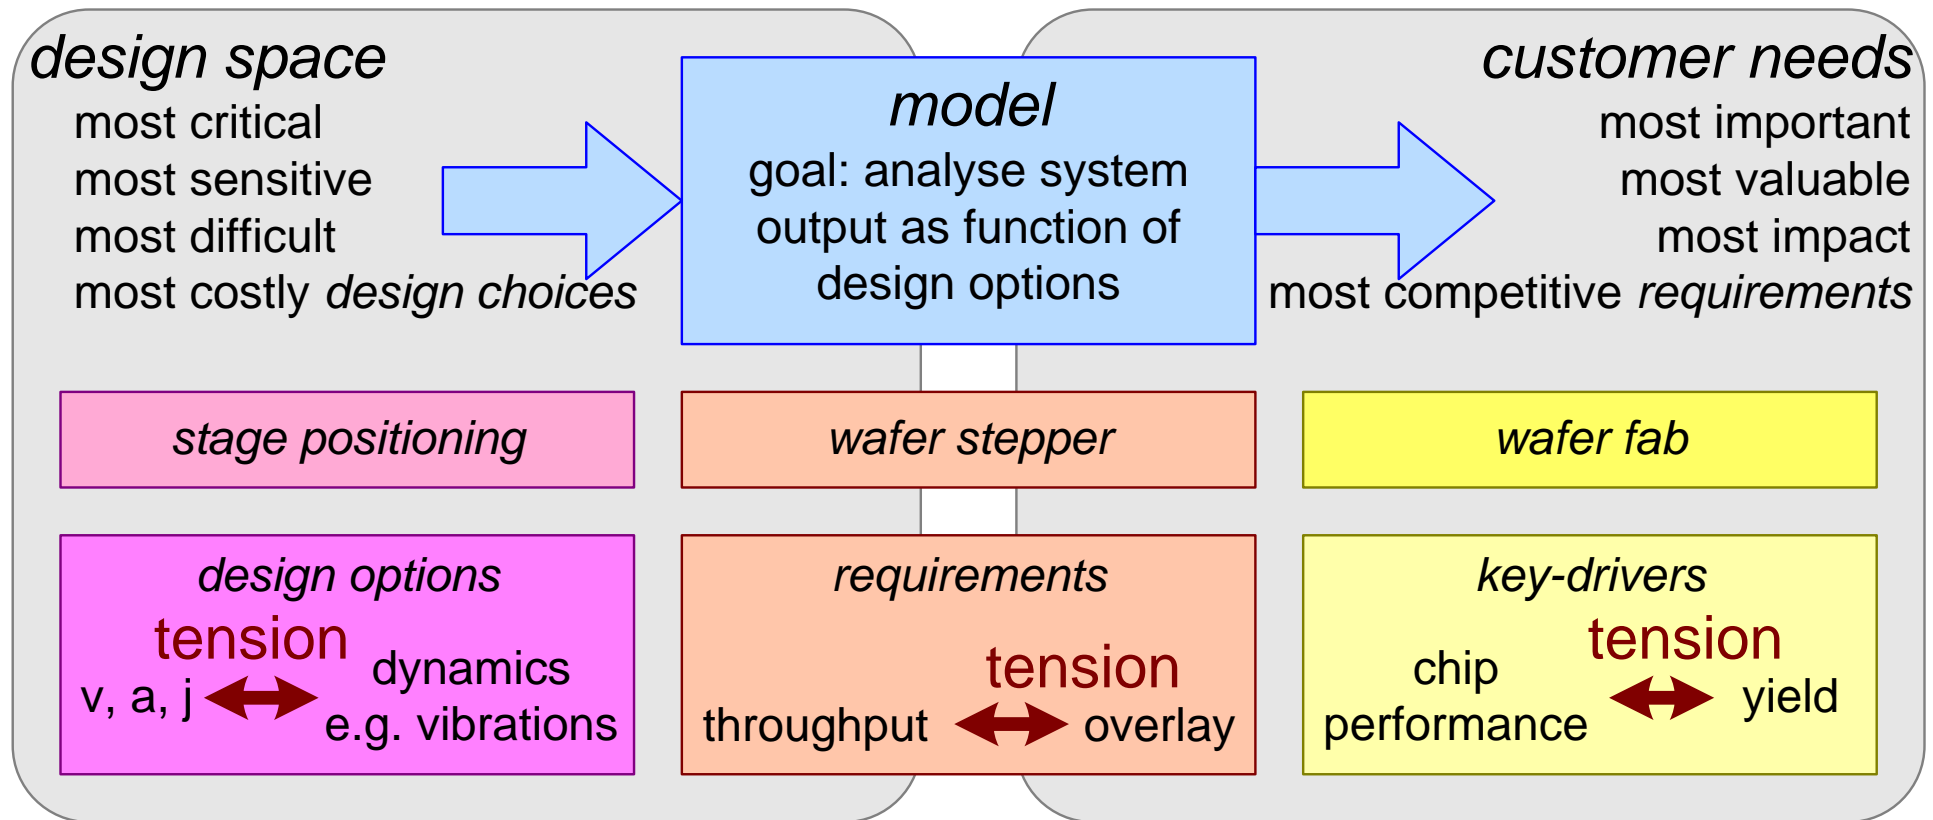 design space
most critical
most sensitive
most difficult
most costly design choices
model
goal: analyse system
output as function of
design options
customer needs
most important
most valuable
most impact
most competitive requirements
stage positioning
wafer stepper
wafer fab
design options
tension
v, a, j
dynamics
e.g. vibrations
requirements
tension
throughput
overlay
key-drivers
tension
chip
performance
yield